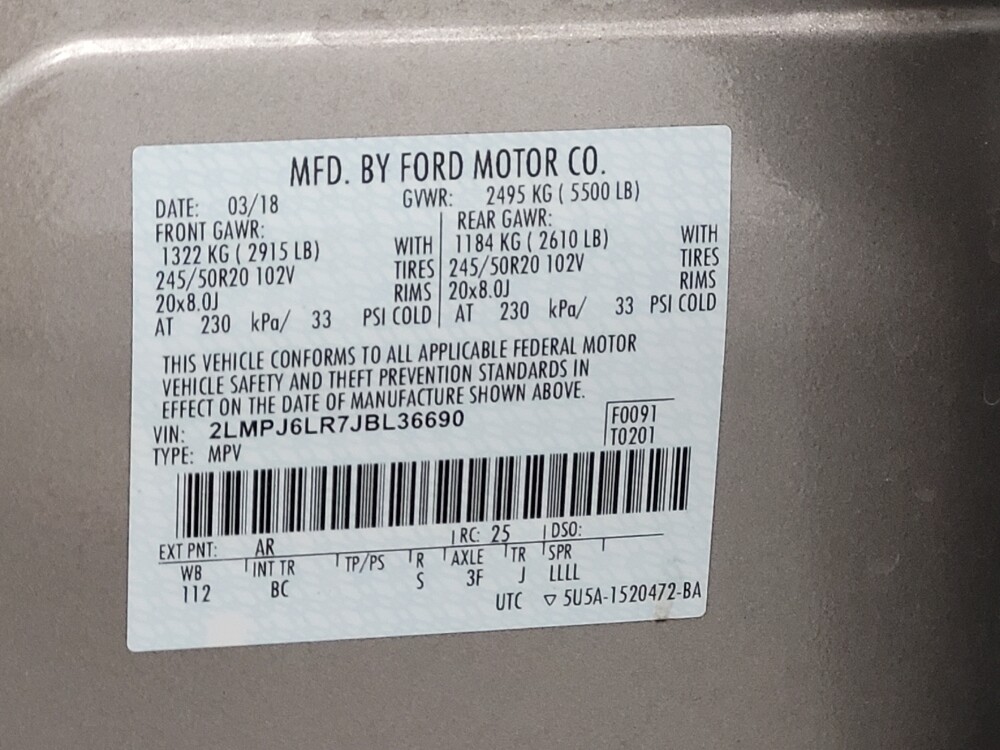 MFD. BY FORD MOTOR CO.
DATE: 03/18 GVWR: 2495 KG ( 5500 LB)
FRONT GAWR: REAR GAWR:
1322 KG ( 2915 LB) WITH 1184 KG ( 2610 LB) WITH
245/50R20 102V TIRES 245/50R20 102V TIRES
20x8.0J RIMS 20x8.0J RIMS
AT 230 kPa/ 33 PSI COLD AT 230 kPa/ 33 PSI COLD
THIS VEHICLE CONFORMS TO ALL APPLICABLE FEDERAL MOTOR
VEHICLE SAFETY AND THEFT PREVENTION STANDARDS IN
EFFECT ON THE DATE OF MANUFACTURE SHOWN ABOVE.
VIN: 2LMPJ6LR7JBL36690 F0091
TYPE: MPV T0201
EXT PNT: AR RC: 25 DSO:
WB INT TR TP/PS R AXLE TR SPR
112 BC S 3F J LLLL
UTC ▽ 5U5A-1520472-BA